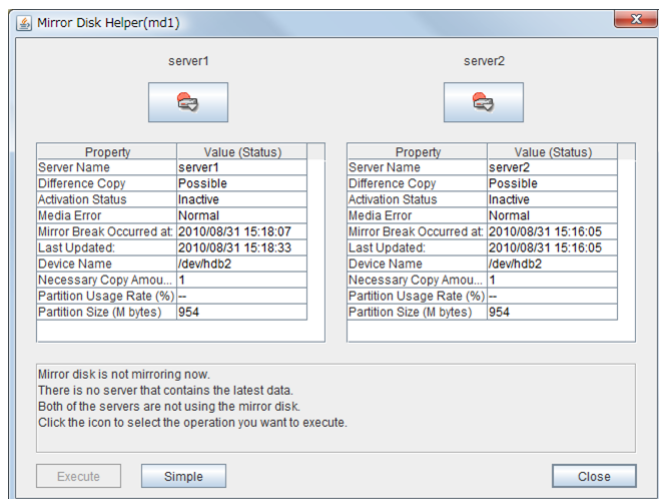 Mirror Disk Helper(md1)
server1 server2
Property Value (Status) Property Value (Status)
Server Name server1 Server Name server2
Difference Copy Possible Difference Copy Possible
Activation Status Inactive Activation Status Inactive
Media Error Normal Media Error Normal
Mirror Break Occurred at: 2010/08/31 15:18:07 Mirror Break Occurred at: 2010/08/31 15:16:05
Last Updated: 2010/08/31 15:18:33 Last Updated: 2010/08/31 15:16:05
Device Name /dev/hdb2 Device Name /dev/hdb2
Necessary Copy Amou... 1 Necessary Copy Amou... 1
Partition Usage Rate (%) -- Partition Usage Rate (%) --
Partition Size (M bytes) 954 Partition Size (M bytes) 954
Mirror disk is not mirroring now.
There is no server that contains the latest data.
Both of the servers are not using the mirror disk.
Click the icon to select the operation you want to execute.
Execute Simple Close